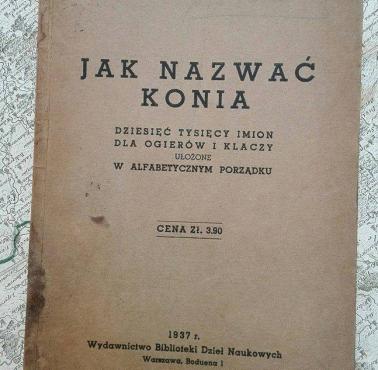 JAK NAZWAĆ
KONIA
DZIESIĘĆ TYSIĘCY IMION
DLA OGIERÓW I KLACZY
UŁOŻONE
W ALFABETYCZNYM PORZĄDKU
CENA ZŁ. 3.90
1937 r.
Wydawnictwo Biblioteki Dzieł Naukowych
Warszawa, Boduena 1